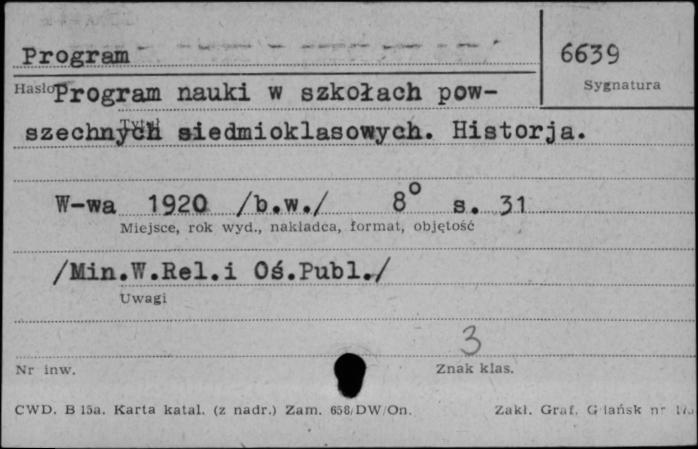 Program
6639
Sygnatura
Hasło
Program nauki w szkołach pow-
szechnych siedmioklasowych. Historja.
Tytuł
W-wa 1920 /b.w./ 8° s. 31
Miejsce, rok wyd., nakładca, format, objętość
/Min.W.Rel.i Oś.Publ./
Uwagi
3
Nr inw.
Znak klas.
CWD. B 15a. Karta katal. (z nadr.) Zam. 658/DW/On.
Zakł. Graf. Gdańsk nr